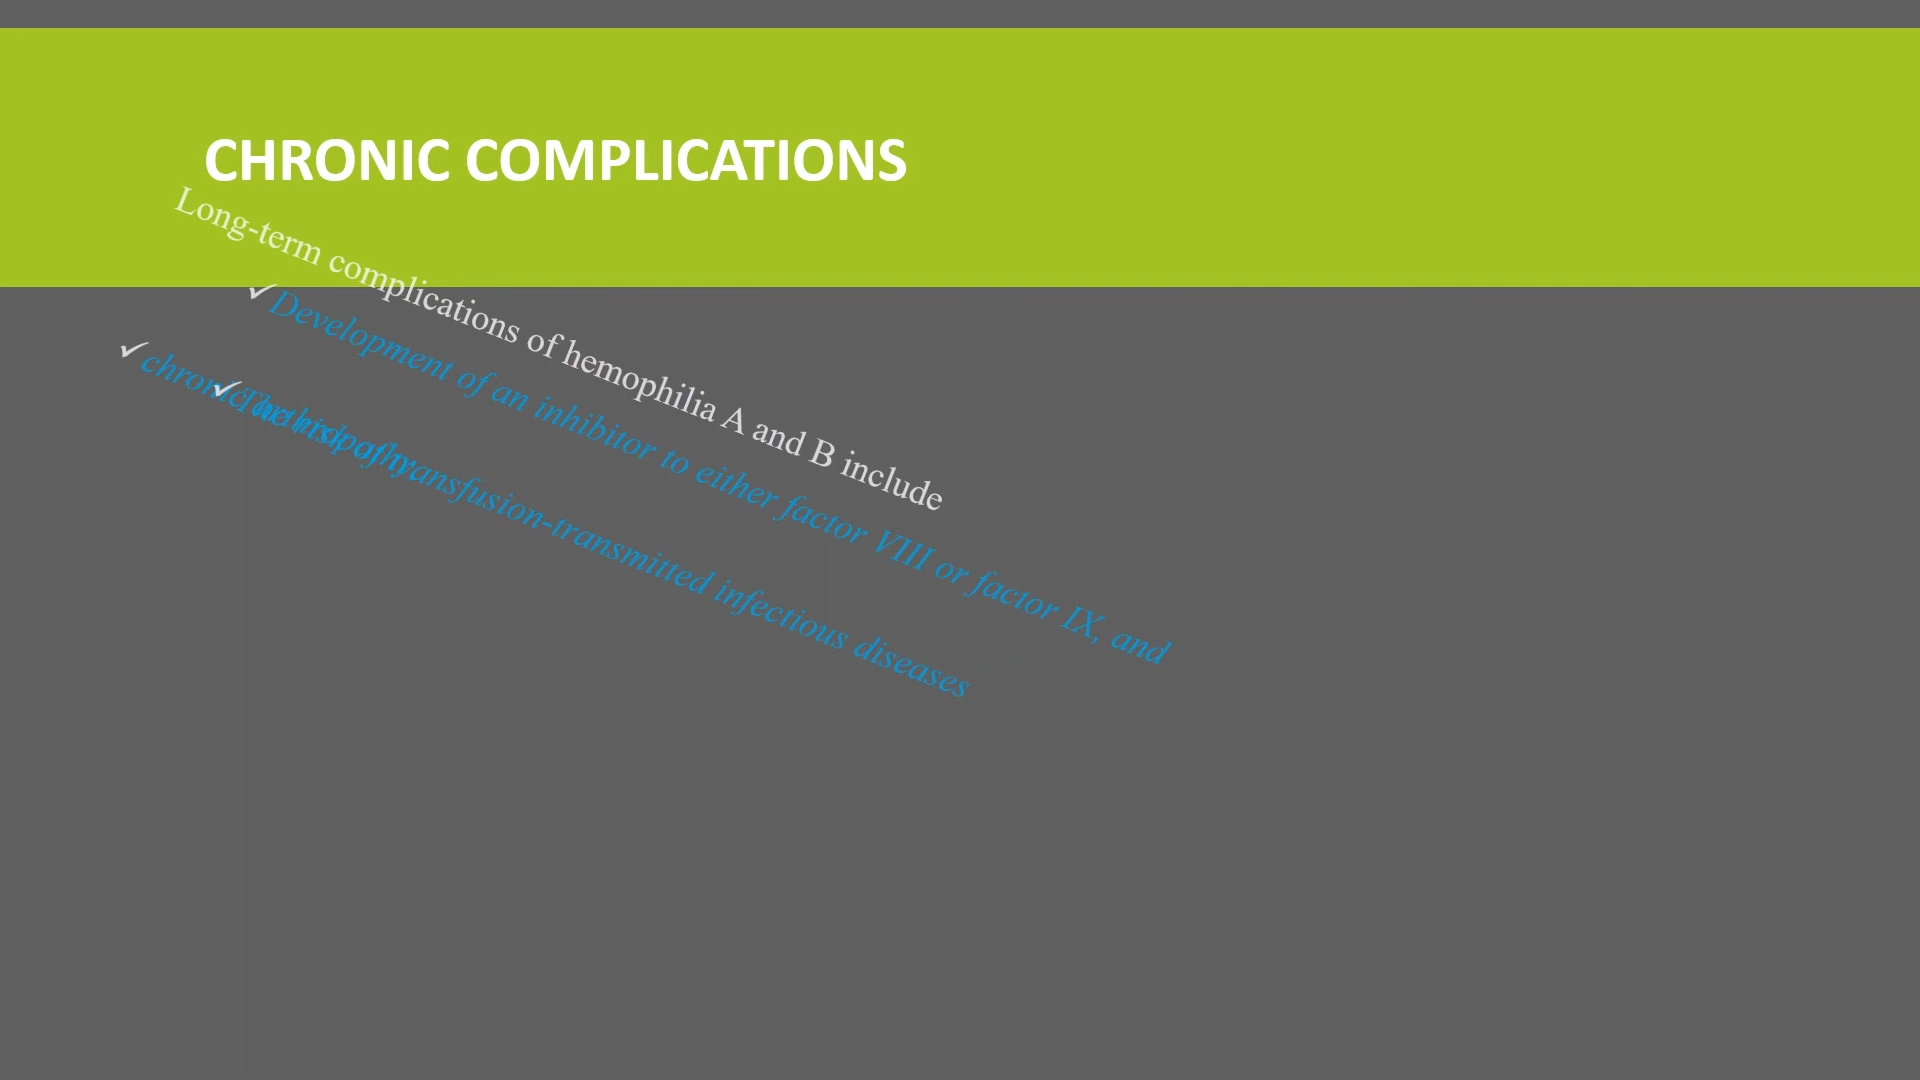 CHRONIC COMPLICATIONS
Long-term complications of hemophilia A and B include
✓chronic arthropathy,
✓Development of an inhibitor to either factor VIII or factor IX, and
✓The risk of transfusion-transmitted infectious diseases